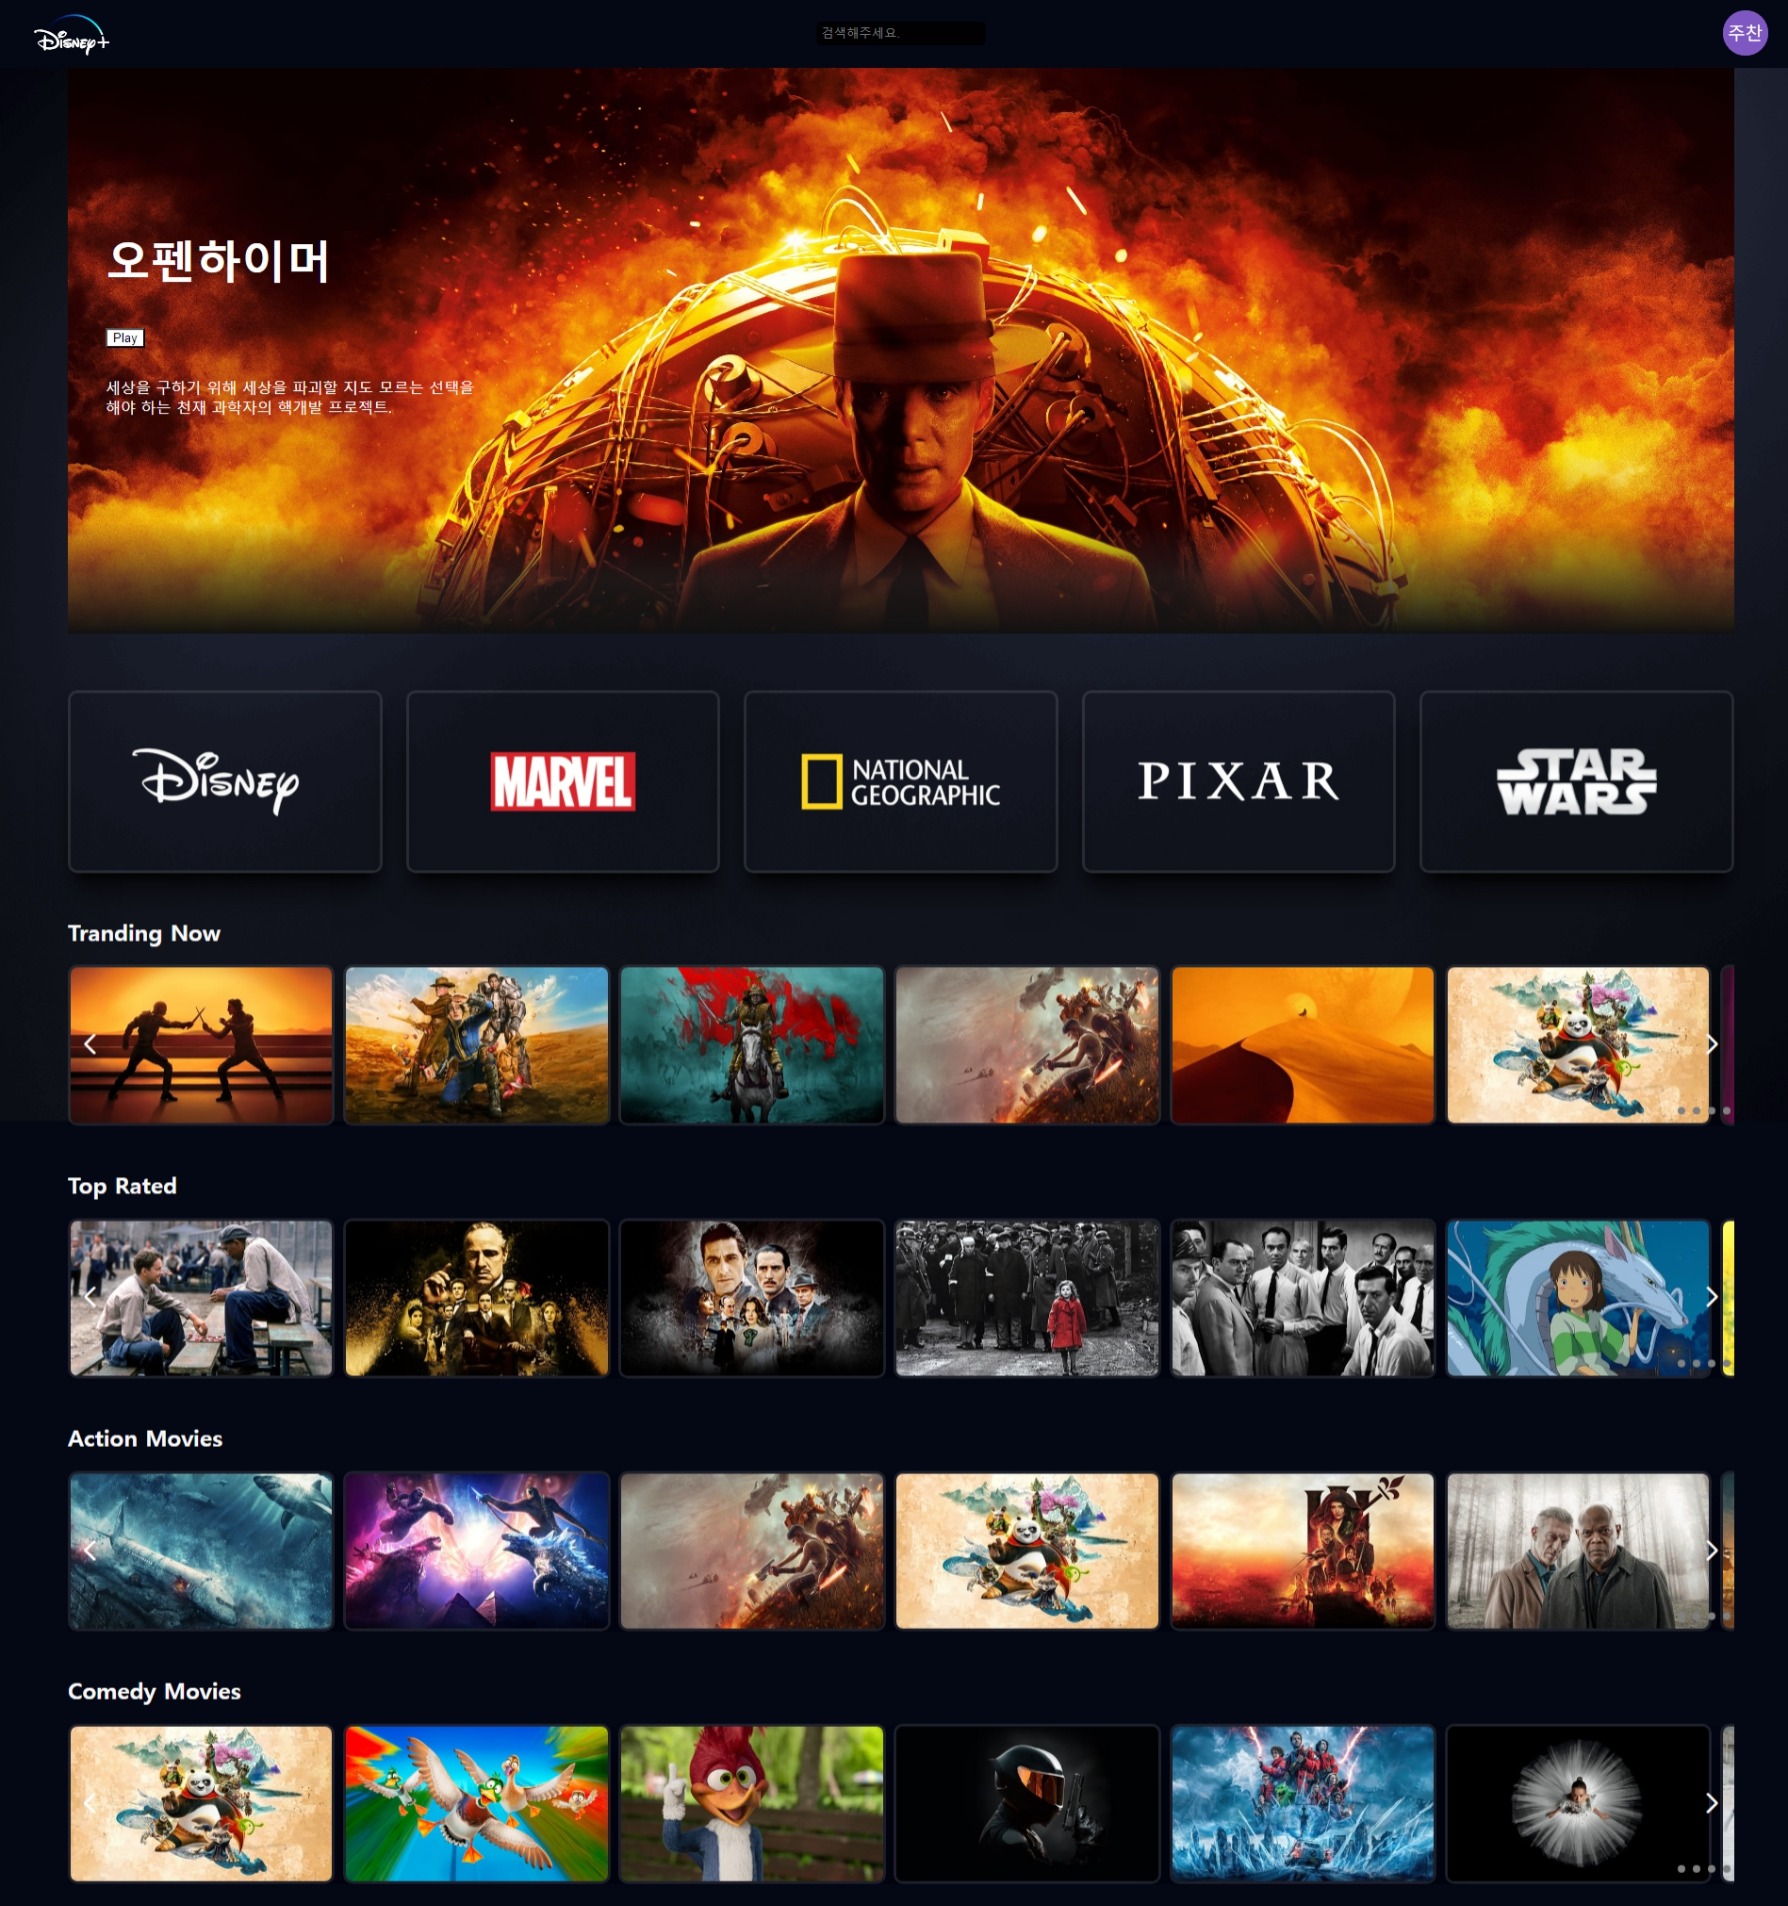 Disney+
검색해주세요.
주찬
오펜하이머
Play
세상을 구하기 위해 세상을 파괴할 지도 모르는 선택을
해야 하는 천재 과학자의 핵개발 프로젝트.
Disney
MARVEL
NATIONAL
GEOGRAPHIC
PIXAR
STAR
WARS
Tranding Now
Top Rated
Action Movies
Comedy Movies